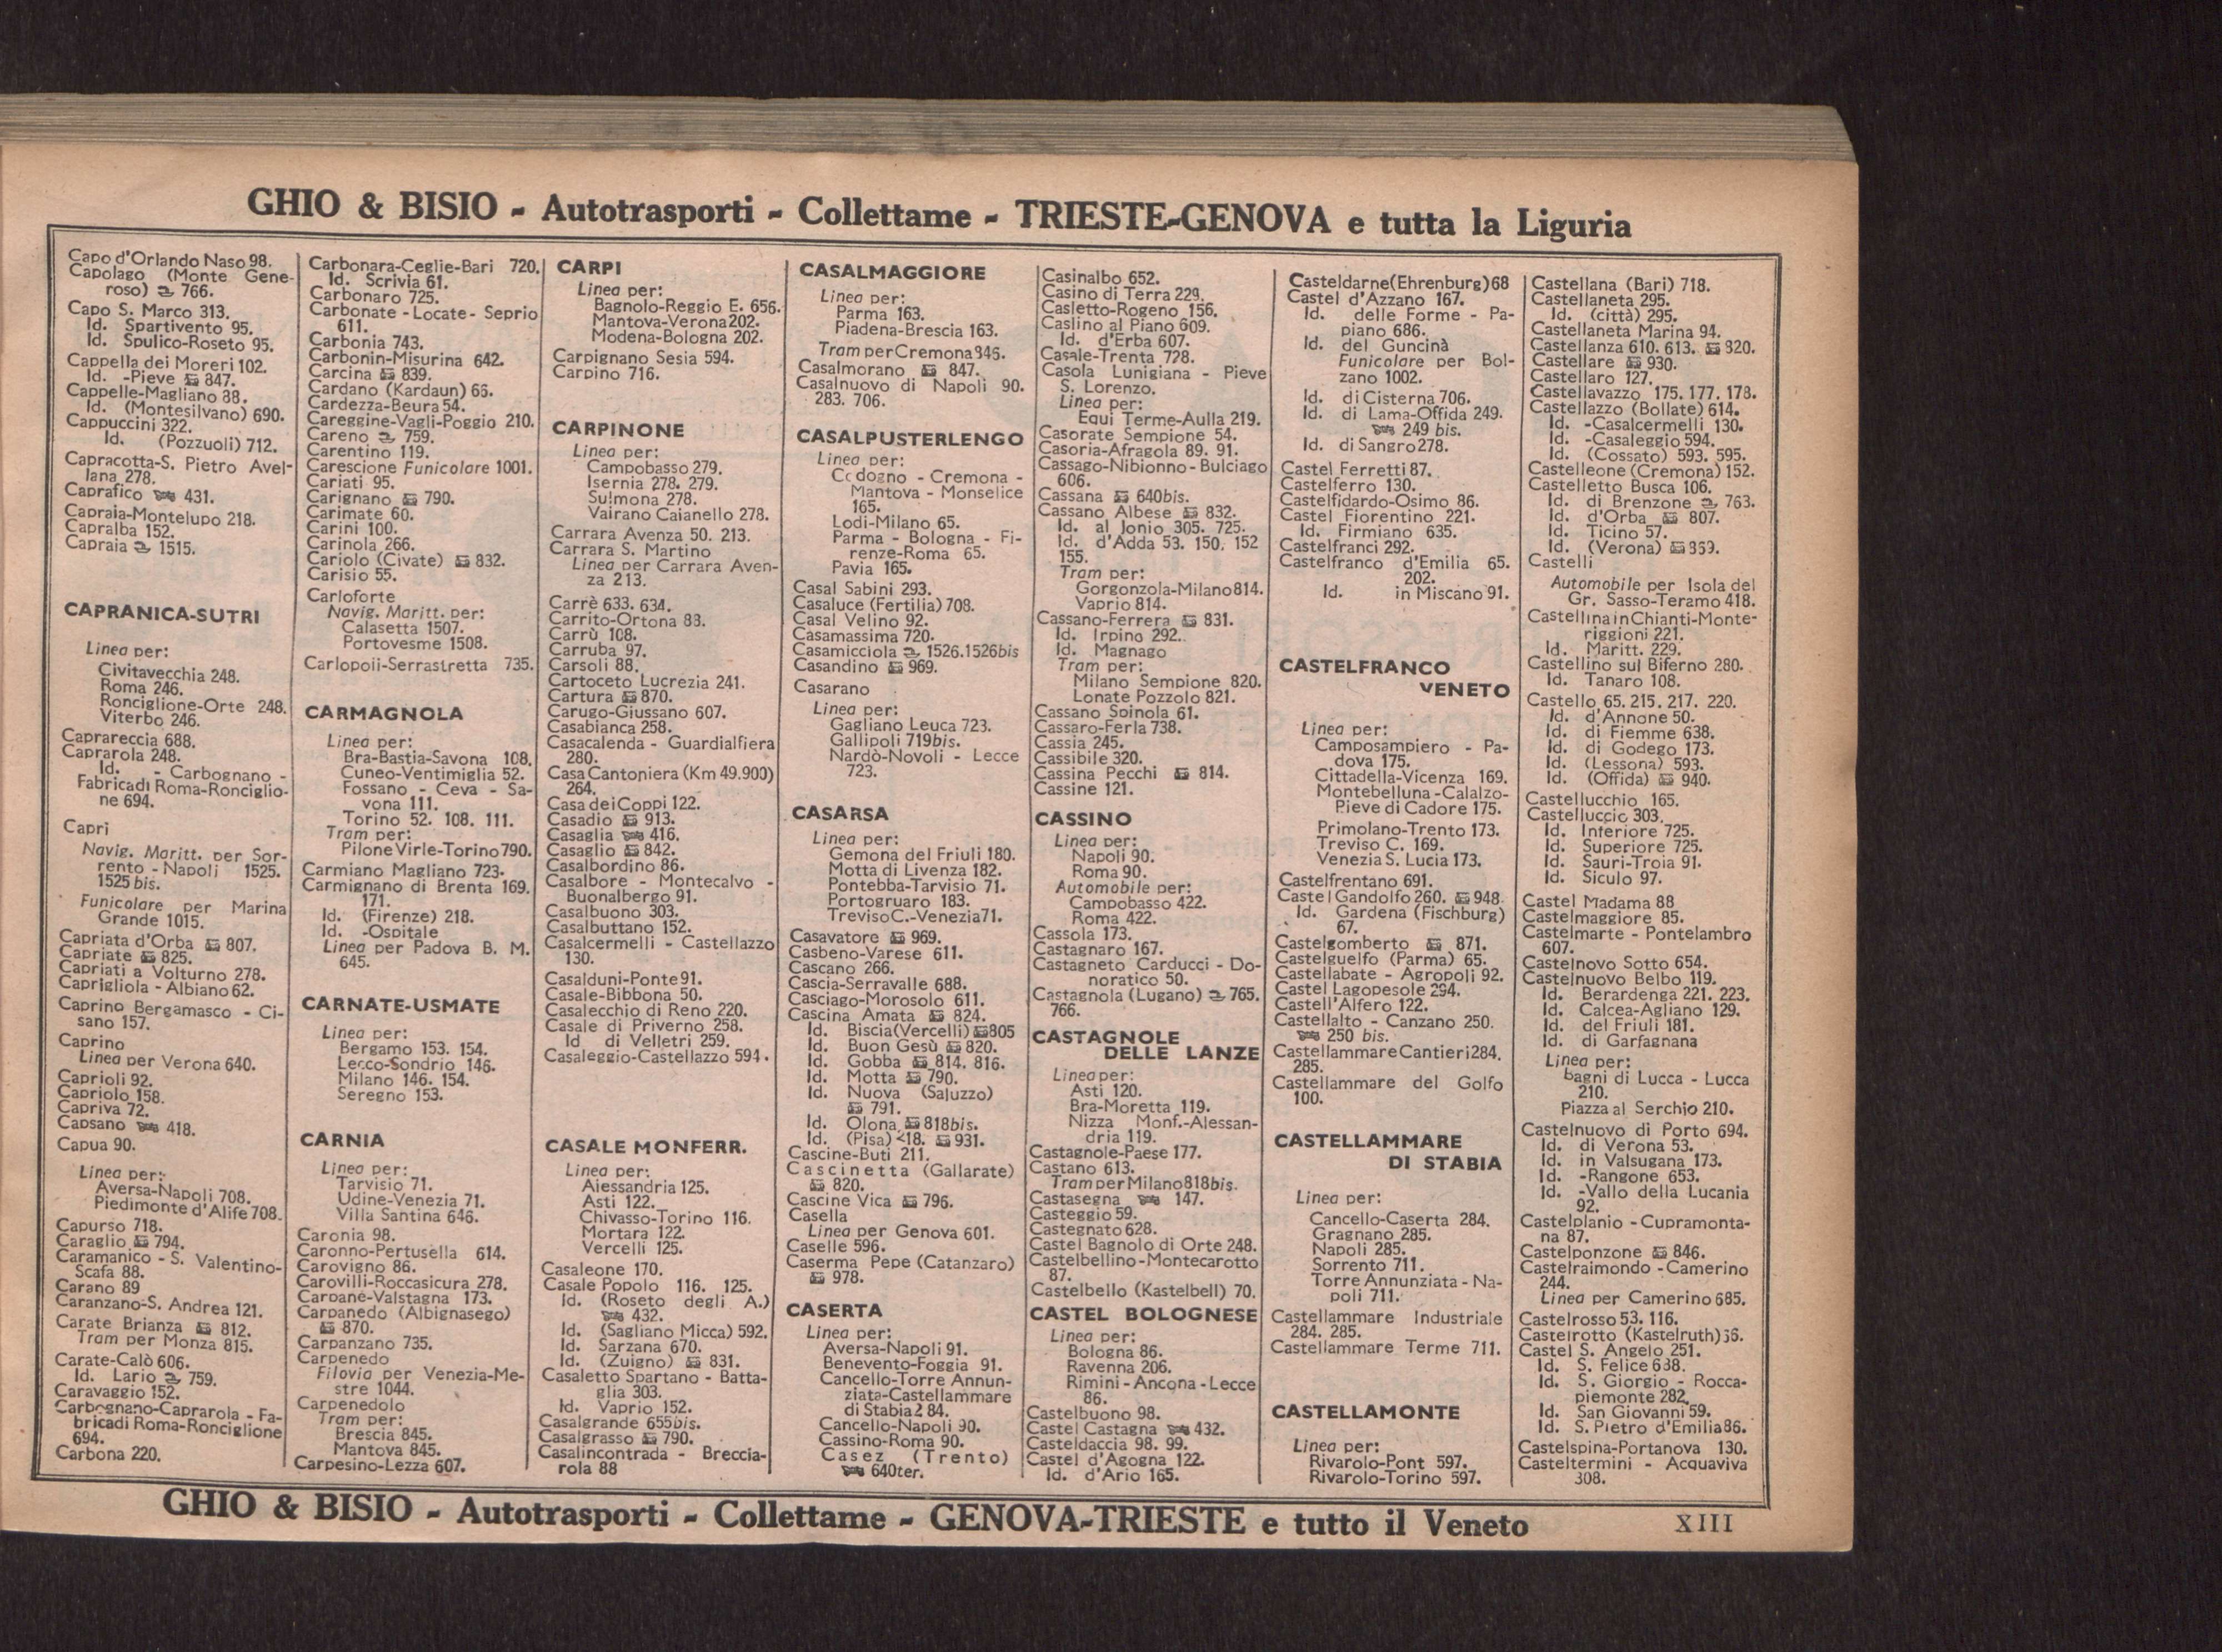 GHIO & BISIO - Autotrasporti - Collettame - TRIESTE-GENOVA e tutta la Liguria
Capo d'Orlando Naso 98.
Capolago (Monte Gene-
roso) 766.
Capo S. Marco 313.
Id. Spartivento 95.
Id. Spulico-Roseto 95.
Cappella dei Moreri 102.
Id. -Pieve 847.
Cappelle-Magliano 88.
Id. (Montesilvano) 690.
Cappuccini 322.
Id. (Pozzuoli) 712.
Capracotta-S. Pietro Avel-
lana 278.
Caprafico 431.
Capraia-Montelupo 218.
Capralba 152.
Capraia 1515.
CAPRANICA-SUTRI
Linea per:
Civitavecchia 248.
Roma 246.
Ronciglione-Orte 248.
Viterbo 246.
Caprareccia 688.
Caprarola 248.
Id. - Carbognano -
Fabricadi Roma-Ronciglio-
ne 694.
Capri
Navig. Maritt. per Sor-
rento - Napoli 1525.
1525 bis.
Funicolare per Marina
Grande 1015.
Capriata d'Orba 807.
Capriate 825.
Capriati a Volturno 278.
Caprigliola - Albiano 62.
Caprino Bergamasco - Ci-
sano 157.
Caprino
Linea per Verona 640.
Caprioli 92.
Capriolo 158.
Capriva 72.
Capsano 418.
Capua 90.
Linea per:
Aversa-Napoli 708.
Piedimonte d'Alife 708.
Capurso 718.
Caraglio 794.
Caramanico - S. Valentino-
Scafa 88.
Carano 89
Caranzano-S. Andrea 121.
Carate Brianza 812.
Tram per Monza 815.
Carate-Calò 606.
Id. Lario 759.
Caravaggio 152.
Carbognano-Caprarola - Fa-
bricadi Roma-Ronciglione
694.
Carbona 220.
Carbonara-Ceglie-Bari 720.
Id. Scrivia 61.
Carbonaro 725.
Carbonate - Locate - Seprio
611.
Carbonia 743.
Carbonin-Misurina 642.
Carcina 839.
Cardano (Kardaun) 66.
Cardezza-Beura 54.
Careggine-Vagli-Poggio 210.
Careno 759.
Carentino 119.
Carescione Funicolare 1001.
Cariati 95.
Carignano 790.
Carimate 60.
Carini 100.
Carinola 266.
Cariolo (Civate) 832.
Carisio 55.
Carloforte
Navig. Maritt. per:
Calasetta 1507.
Portovesme 1508.
Carlopoli-Serrastretta 735.
CARMAGNOLA
Linea per:
Bra-Bastia-Savona 108.
Cuneo-Ventimiglia 52.
Fossano - Ceva - Sa-
vona 111.
Torino 52. 108. 111.
Tram per:
Pilone Virle-Torino 790.
Carmiano Magliano 723.
Carmignano di Brenta 169.
171.
Id. (Firenze) 218.
Id. -Ospitale
Linea per Padova B. M.
645.
CARNATE-USMATE
Linea per:
Bergamo 153. 154.
Lecco-Sondrio 146.
Milano 146. 154.
Seregno 153.
CARNIA
Linea per:
Tarvisio 71.
Udine-Venezia 71.
Villa Santina 646.
Caronia 98.
Caronno-Pertusella 614.
Carovigno 86.
Carovilli-Roccasicura 278.
Carpanè-Valstagna 173.
Carpanedo (Albignasego)
870.
Carpanzano 735.
Carpenedo
Filovia per Venezia-Me-
stre 1044.
Carpenedolo
Tram per:
Brescia 845.
Mantova 845.
Carpesino-Lezza 607.
CARPI
Linea per:
Bagnolo-Reggio E. 656.
Mantova-Verona 202.
Modena-Bologna 202.
Carpignano Sesia 594.
Carpino 716.
CARPINONE
Linea per:
Campobasso 279.
Isernia 278. 279.
Sulmona 278.
Vairano Caianello 278.
Carrara Avenza 50. 213.
Carrara S. Martino
Linea per Carrara Aven-
za 213.
Carrè 633. 634.
Carrito-Ortona 88.
Carrù 108.
Carruba 97.
Carsoli 88.
Cartoceto Lucrezia 241.
Cartura 870.
Carugo-Giussano 607.
Casabianca 258.
Casacalenda - Guardialfiera
280.
Casa Cantoniera (Km 49.900)
264.
Casa dei Coppi 122.
Casadio 913.
Casaglia 416.
Casaglio 842.
Casalbordino 86.
Casalbore - Montecalvo -
Buonalbergo 91.
Casalbuono 303.
Casalbuttano 152.
Casalcermelli - Castellazzo
130.
Casalduni-Ponte 91.
Casale-Bibbona 50.
Casalecchio di Reno 220.
Casale di Priverno 258.
Id di Velletri 259.
Casaleggio-Castellazzo 594.
CASALE MONFERR.
Linea per:
Alessandria 125.
Asti 122.
Chivasso-Torino 116.
Mortara 122.
Vercelli 125.
Casaleone 170.
Casale Popolo 116. 125.
Id. (Roseto degli A.)
432.
Id. (Sagliano Micca) 592.
Id. Sarzana 670.
Id. (Zuigno) 831.
Casaletto Spartano - Batta-
glia 303.
Id. Vaprio 152.
Casalgrande 655bis.
Casalgrasso 790.
Casalincontrada - Breccia-
rola 88
CASALMAGGIORE
Linea per:
Parma 163.
Piadena-Brescia 163.
Tram per Cremona 846.
Casalmorano 847.
Casalnuovo di Napoli 90.
283. 706.
CASALPUSTERLENGO
Linea per:
Codogno - Cremona -
Mantova - Monselice
165.
Lodi-Milano 65.
Parma - Bologna - Fi-
renze-Roma 65.
Pavia 165.
Casal Sabini 293.
Casaluce (Fertilia) 708.
Casal Velino 92.
Casamassima 720.
Casamicciola 1526.1526bis
Casandino 969.
Casarano
Linea per:
Gagliano Leuca 723.
Gallipoli 719bis.
Nardò-Novoli - Lecce
723.
CASARSA
Linea per:
Gemona del Friuli 180.
Motta di Livenza 182.
Pontebba-Tarvisio 71.
Portogruaro 183.
Treviso C.-Venezia 71.
Casavatore 969.
Casbeno-Varese 611.
Cascano 266.
Cascia-Serravalle 688.
Casciago-Morosolo 611.
Cascina Amata 824.
Id. Biscia (Vercelli) 805
Id. Buon Gesù 820.
Id. Gobba 814. 816.
Id. Motta 790.
Id. Nuova (Saluzzo)
791.
Id. Olona 818bis.
Id. (Pisa) 931.
Cascine-Buti 211.
Cascinetta (Gallarate)
820.
Cascine Vica 796.
Casella
Linea per Genova 601.
Caselle 596.
Caserma Pepe (Catanzaro)
978.
CASERTA
Linea per:
Aversa-Napoli 91.
Benevento-Foggia 91.
Cancello-Torre Annun-
ziata-Castellammare
di Stabia 284.
Cancello-Napoli 90.
Cassino-Roma 90.
Casez (Trento)
640ter.
Casinalbo 652.
Casino di Terra 229.
Casletto-Rogeno 156.
Caslino al Piano 609.
Id. d'Erba 607.
Casale-Trenta 728.
Casola Lunigiana - Pieve
S. Lorenzo.
Linea per:
Equi Terme-Aulla 219.
Casorate Sempione 54.
Casoria-Afragola 89. 91.
Cassago-Nibionno - Bulciago
606.
Cassana 640bis.
Cassano Albese 832.
Id. al Jonio 305. 725.
Id. d'Adda 53. 150. 152
155.
Tram per:
Gorgonzola-Milano 814.
Vaprio 814.
Cassano-Ferrera 831.
Id. Irpino 292.
Id. Magnago
Tram per:
Milano Sempione 820.
Lonate Pozzolo 821.
Cassano Spinola 61.
Cassaro-Ferla 738.
Cassia 245.
Cassibile 320.
Cassina Pecchi 814.
Cassine 121.
CASSINO
Linea per:
Napoli 90.
Roma 90.
Automobile per:
Campobasso 422.
Roma 422.
Cassola 173.
Castagnaro 167.
Castagneto Carducci - Do-
noratico 50.
Castagnola (Lugano) 765.
766.
CASTAGNOLE
DELLE LANZE
Linea per:
Asti 120.
Bra-Moretta 119.
Nizza Monf.-Alessan-
dria 119.
Castagnole-Paese 177.
Castano 613.
Tram per Milano 818bis.
Castasegna 147.
Casteggio 59.
Castegnato 628.
Castel Bagnolo di Orte 248.
Castelbellino-Montecarotto
87.
Castelbello (Kastelbell) 70.
CASTEL BOLOGNESE
Linea per:
Bologna 86.
Ravenna 206.
Rimini - Ancona - Lecce
86.
Castelbuono 98.
Castel Castagna 432.
Casteldaccia 98. 99.
Castel d'Agogna 122.
Id. d'Ario 165.
Casteldarne (Ehrenburg) 68
Castel d'Azzano 167.
Id. delle Forme - Pa-
piano 686.
Id. del Guncinà
Funicolare per Bol-
zano 1002.
Id. di Cisterna 706.
Id. di Lama-Offida 249.
249 bis.
Id. di Sangro 278.
Castel Ferretti 87.
Castelferro 130.
Castelfidardo-Osimo 86.
Castel Fiorentino 221.
Id. Firmiano 635.
Castelfranci 292.
Castelfranco d'Emilia 65.
202.
Id. in Miscano 91.
CASTELFRANCO
VENETO
Linea per:
Camposampiero - Pa-
dova 175.
Cittadella-Vicenza 169.
Montebelluna - Calalzo-
Pieve di Cadore 175.
Primolano-Trento 173.
Treviso C. 169.
Venezia S. Lucia 173.
Castelfrentano 691.
Castel Gandolfo 260. 948.
Id. Gardena (Fischburg)
67.
Castelgomberto 871.
Castelguelfo (Parma) 65.
Castellabate - Agropoli 92.
Castel Lagopesole 294.
Castell'Alfero 122.
Castellalto - Canzano 250.
250 bis.
Castellammare Cantieri 284.
285.
Castellammare del Golfo
100.
CASTELLAMMARE
DI STABIA
Linea per:
Cancello-Caserta 284.
Gragnano 285.
Napoli 285.
Sorrento 711.
Torre Annunziata - Na-
poli 711.
Castellammare Industriale
284. 285.
Castellammare Terme 711.
CASTELLAMONTE
Linea per:
Rivarolo-Pont 597.
Rivarolo-Torino 597.
Castellana (Bari) 718.
Castellaneta 295.
Id. (città) 295.
Castellaneta Marina 94.
Castellanza 610. 613. 820.
Castellare 930.
Castellaro 127.
Castellavazzo 175. 177. 178.
Castellazzo (Bollate) 614.
Id. -Casalcermelli 130.
Id. -Casaleggio 594.
Id. (Cossato) 593. 595.
Castelleone (Cremona) 152.
Castelletto Busca 106.
Id. di Brenzone 763.
Id. d'Orba 807.
Id. Ticino 57.
Id. (Verona) 869.
Castelli
Automobile per Isola del
Gr. Sasso-Teramo 418.
Castellina in Chianti-Monte-
riggioni 221.
Id. Maritt. 229.
Castellino sul Biferno 280.
Id. Tanaro 108.
Castello 65. 215. 217. 220.
Id. d'Annone 50.
Id. di Fiemme 638.
Id. di Godego 173.
Id. (Lessona) 593.
Id. (Offida) 940.
Castellucchio 165.
Castelluccio 303.
Id. Inferiore 725.
Id. Superiore 725.
Id. Sauri-Troia 91.
Id. Siculo 97.
Castel Madama 88
Castelmaggiore 85.
Castelmarte - Pontelambro
607.
Castelnovo Sotto 654.
Castelnuovo Belbo 119.
Id. Berardenga 221. 223.
Id. Calcea-Agliano 129.
Id. del Friuli 181.
Id. di Garfagnana
Linea per:
Bagni di Lucca - Lucca
210.
Piazza al Serchio 210.
Castelnuovo di Porto 694.
Id. di Verona 53.
Id. in Valsugana 173.
Id. -Rangone 653.
Id. -Vallo della Lucania
92.
Castelplanio - Cupramonta-
na 87.
Castelponzone 846.
Castelraimondo - Camerino
244.
Linea per Camerino 685.
Castelrosso 53. 116.
Castelrotto (Kastelruth) 66.
Castel S. Angelo 251.
Id. S. Felice 638.
Id. S. Giorgio - Rocca-
piemonte 282.
Id. San Giovanni 59.
Id. S. Pietro d'Emilia 86.
Castelspina-Portanova 130.
Casteltermini - Acquaviva
308.
GHIO & BISIO - Autotrasporti - Collettame - GENOVA-TRIESTE e tutto il Veneto
XIII